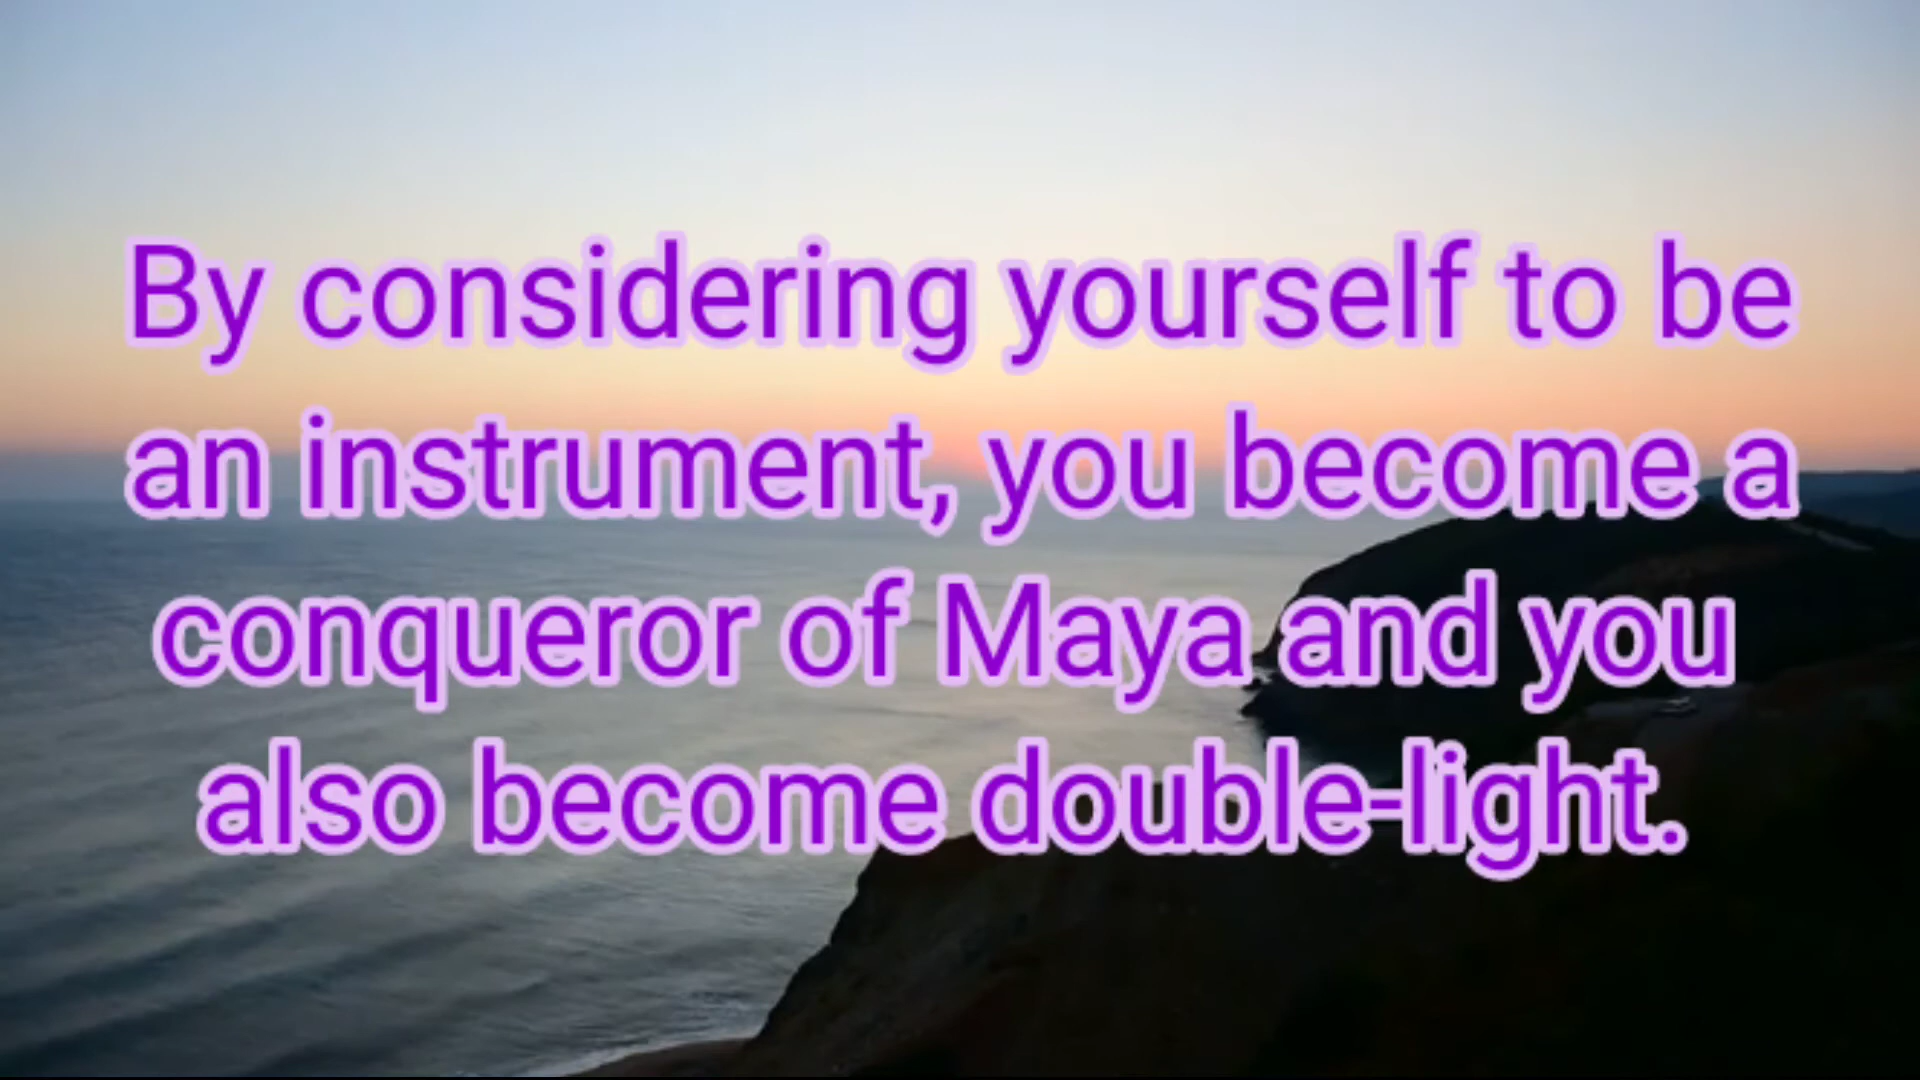 By considering yourself to be
an instrument, you become a
conqueror of Maya and you
also become double-light.